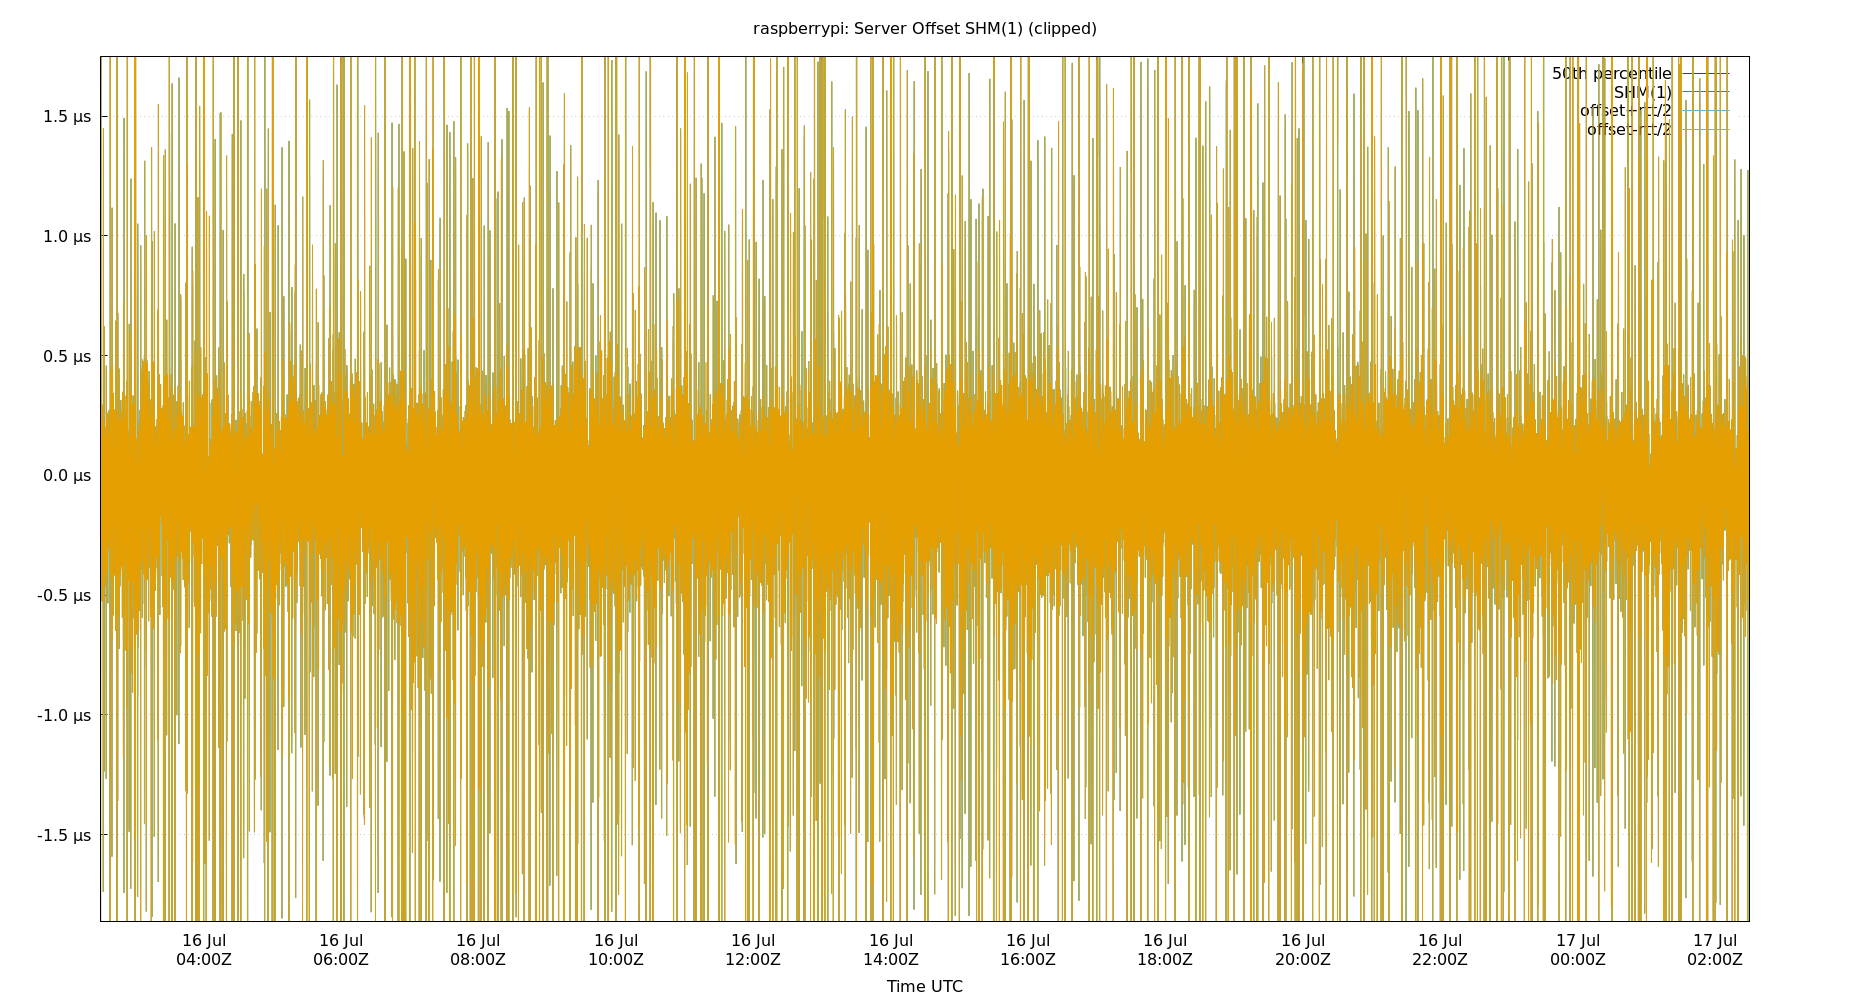 raspberrypi: Server Offset SHM(1) (clipped)
50th percentile
SHM(1)
offset+rtt/2
offset-rtt/2
1.5 µs
1.0 µs
0.5 µs
0.0 µs
-0.5 µs
-1.0 µs
-1.5 µs
16 Jul 16 Jul 16 Jul 16 Jul 16 Jul 16 Jul 16 Jul 16 Jul 16 Jul 16 Jul 17 Jul 17 Jul
04:00Z 06:00Z 08:00Z 10:00Z 12:00Z 14:00Z 16:00Z 18:00Z 20:00Z 22:00Z 00:00Z 02:00Z
Time UTC